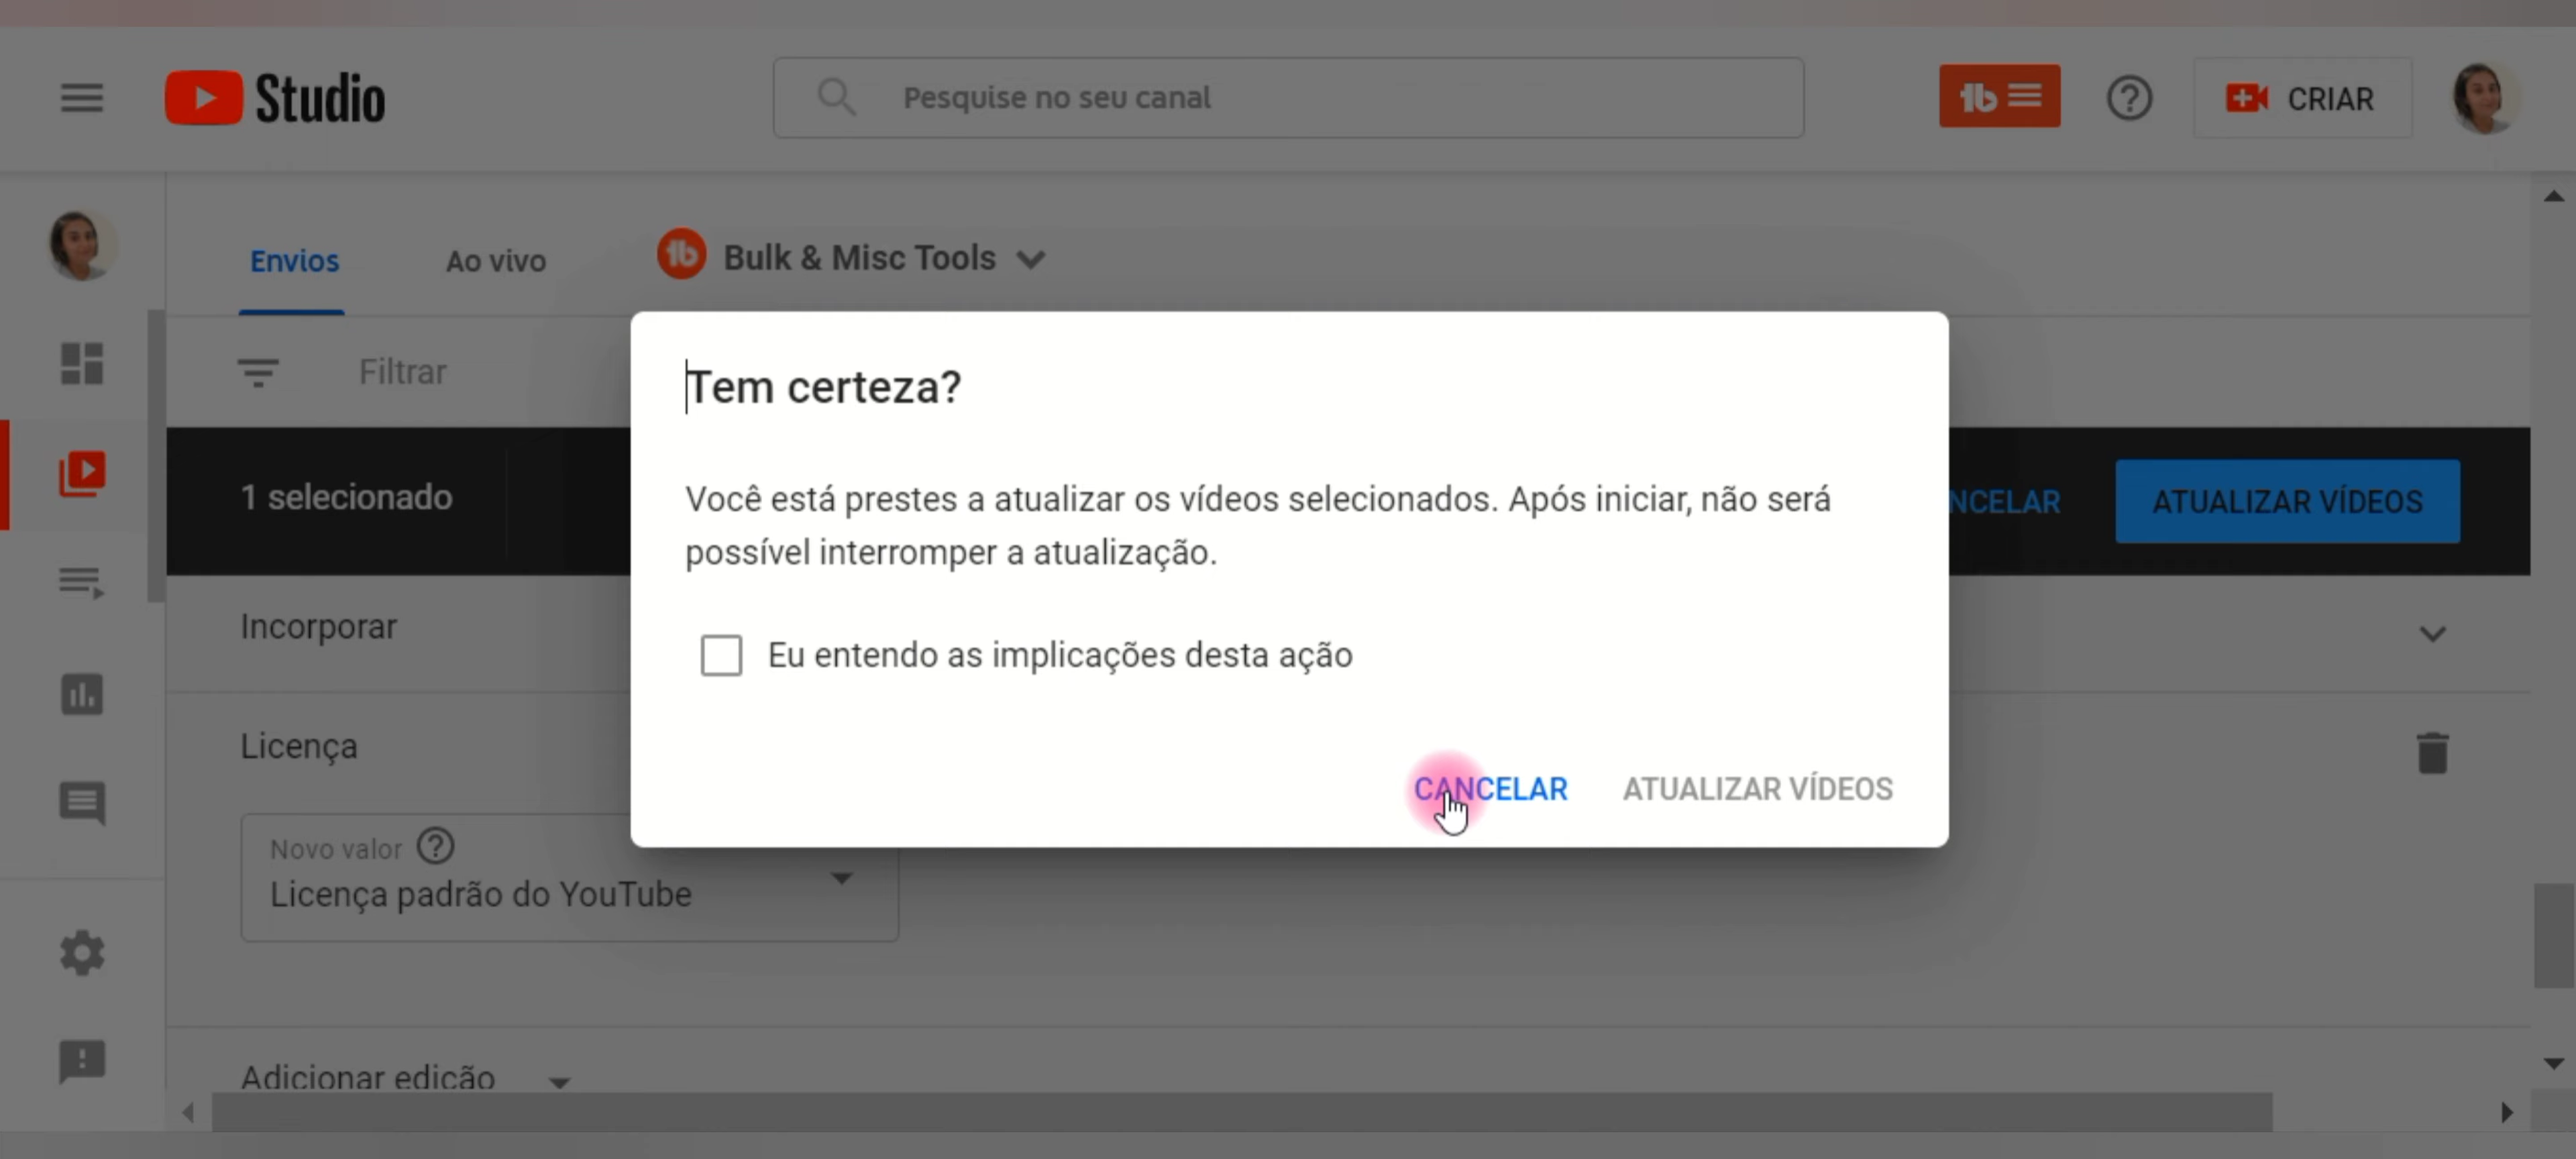 Studio
Pesquise no seu canal
CRIAR
Envios
Ao vivo
Bulk & Misc Tools
Filtrar
Tem certeza?
Você está prestes a atualizar os vídeos selecionados. Após iniciar, não será
possível interromper a atualização.
Eu entendo as implicações desta ação
CANCELAR
ATUALIZAR VÍDEOS
1 selecionado
NCELAR
ATUALIZAR VÍDEOS
Incorporar
Licença
Novo valor
Licença padrão do YouTube
Adicionar edição